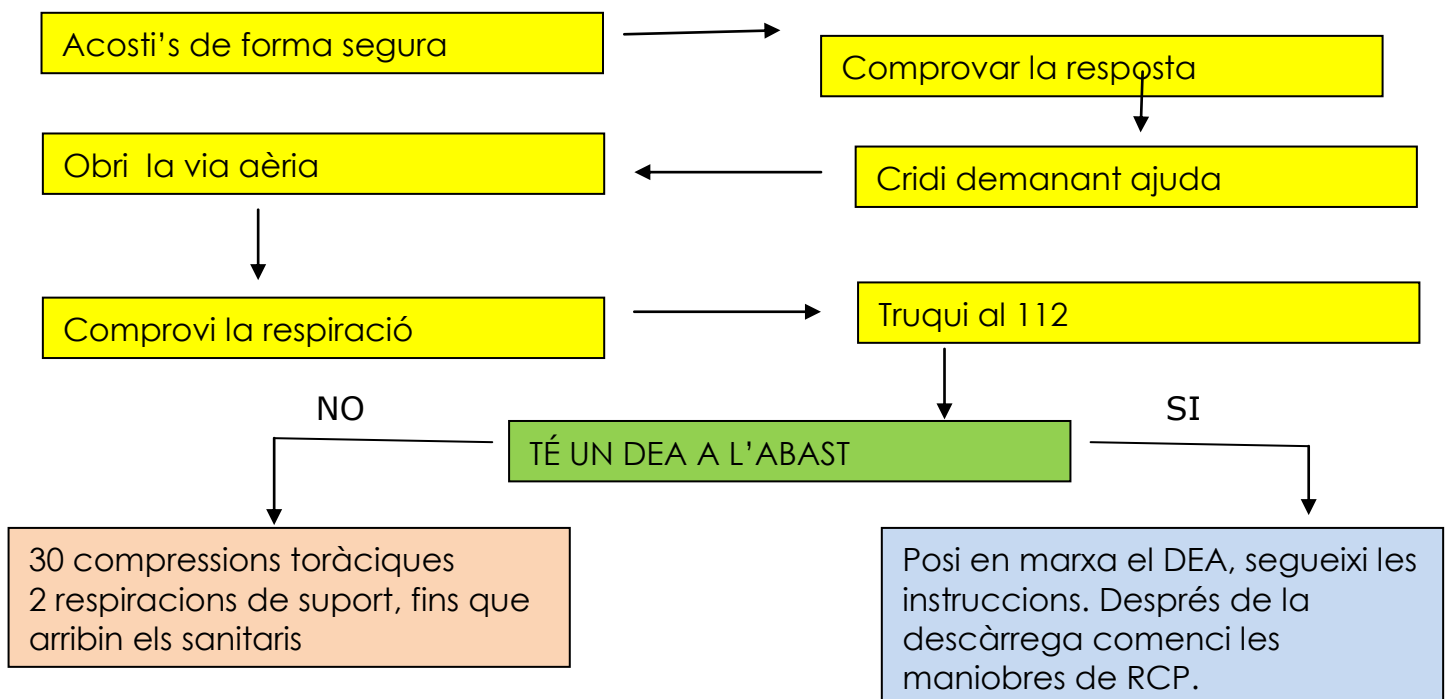 Acosti’s de forma segura
Comprovar la resposta
Cridi demanant ajuda
Obri la via aèria
Comprovi la respiració
Truqui al 112
NO
SI
TÉ UN DEA A L’ABAST
30 compressions toràciques
2 respiracions de suport, fins que
arribin els sanitaris
Posi en marxa el DEA, segueixi les
instruccions. Després de la
descàrrega comenci les
maniobres de RCP.